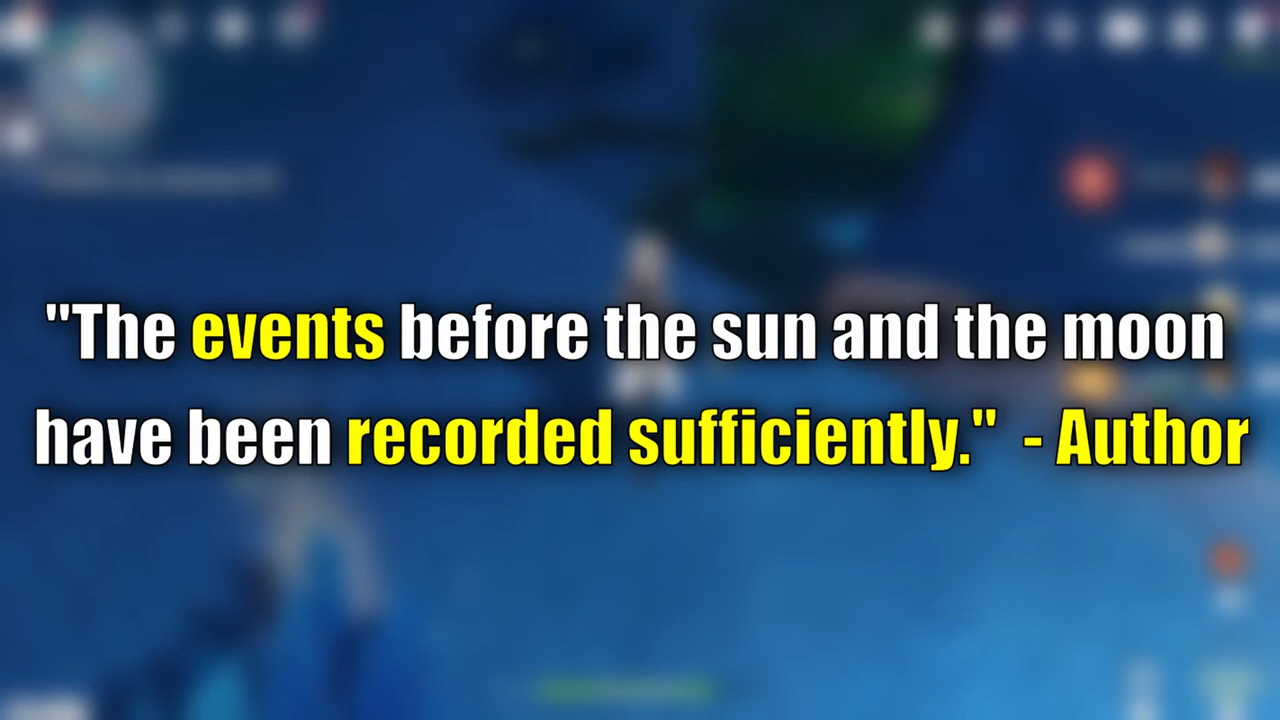 "The events before the sun and the moon
have been recorded sufficiently." - Author